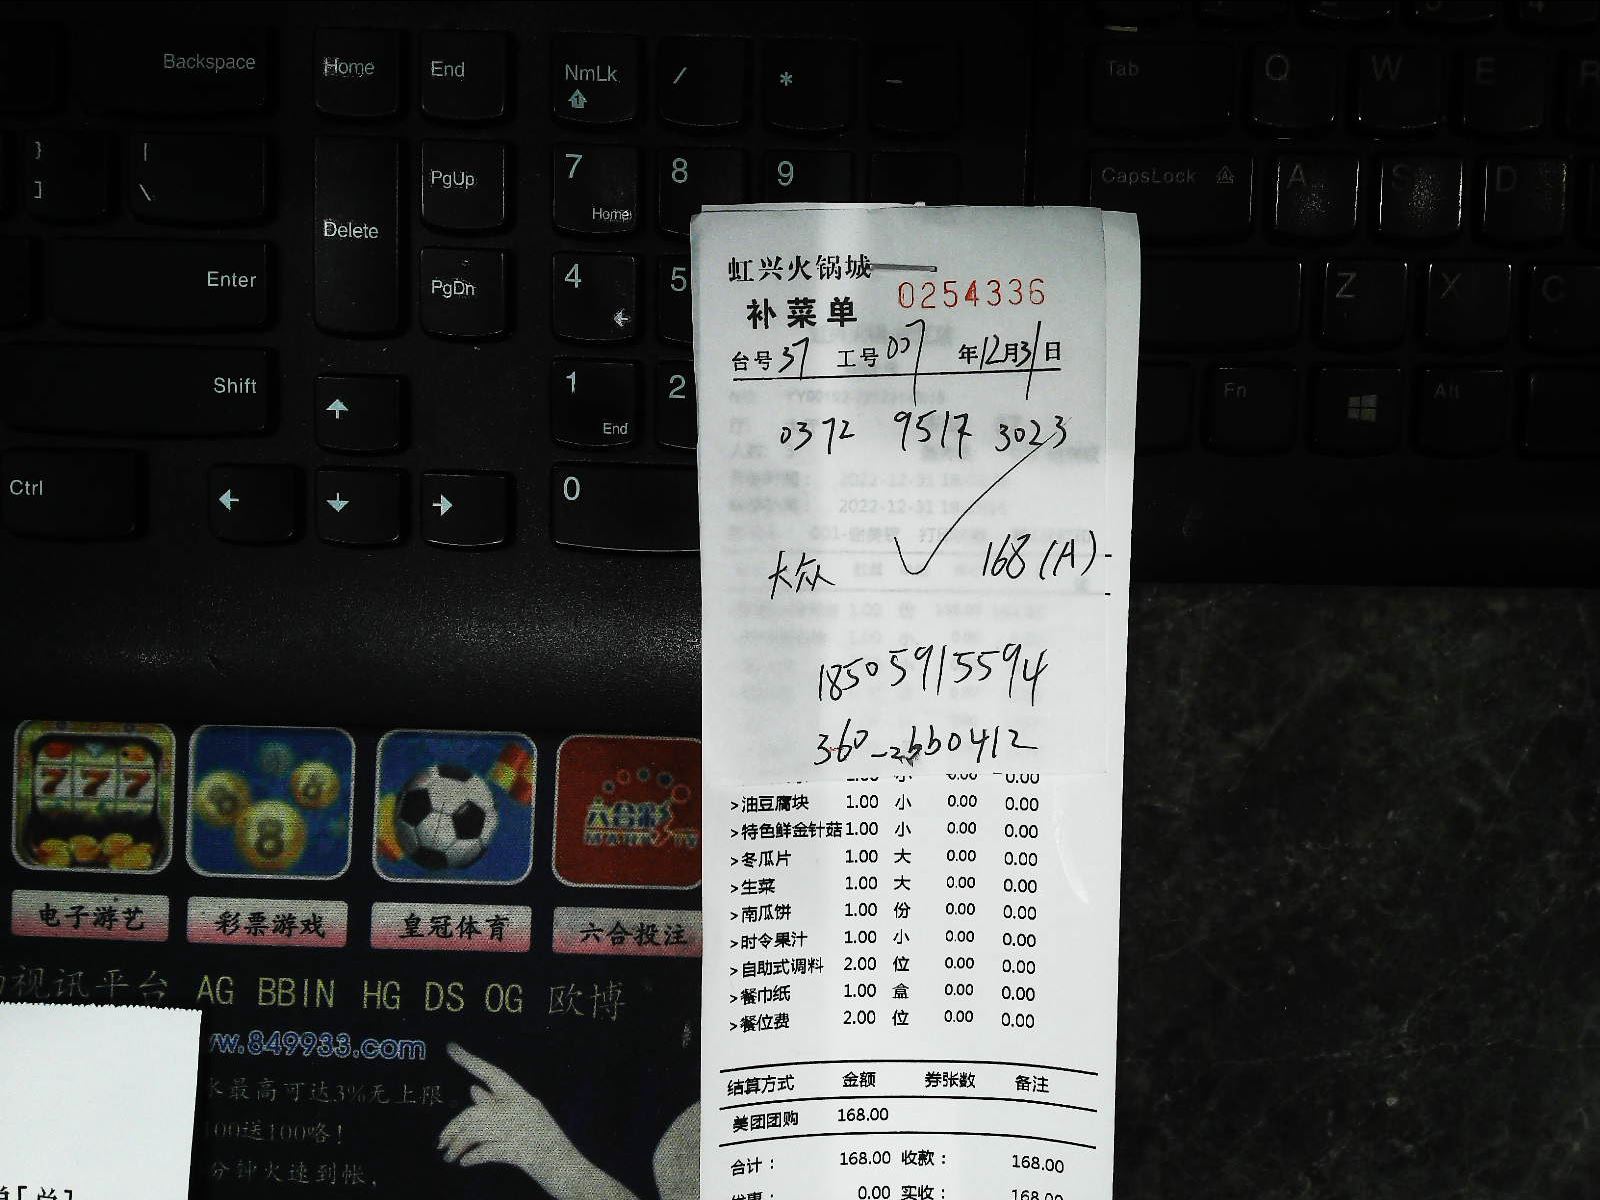 Backspace Home End NmLk / * - Tab Q W E R
} ] | \ PgUp 7 Home 8 9 CapsLock A S D
Delete
Enter PgDn 4 5 Z X C
Shift 1 End 2 Fn Alt
Ctrl 0
虹兴火锅城
补菜单 0254336
台号37 工号007 年12月31日
0372 9517 3023
大众 168(A)
18505915594
>油豆腐块 1.00 小 0.00 0.00
>特色鲜金针菇 1.00 小 0.00 0.00
>冬瓜片 1.00 大 0.00 0.00
>生菜 1.00 大 0.00 0.00
>南瓜饼 1.00 份 0.00 0.00
>时令果汁 1.00 小 0.00 0.00
>自助式调料 2.00 位 0.00 0.00
>餐巾纸 1.00 盒 0.00 0.00
>餐位费 2.00 位 0.00 0.00
结算方式 金额 券张数 备注
美团团购 168.00
合计： 168.00 收款： 168.00
0.00 实收： 168.00
777 8 6 8
电子游艺 彩票游戏 皇冠体育 六合投注
视讯平台 AG BBIN HG DS OG 欧博
w.849933.com
最高可达3%无上限
100送100咯!
分钟火速到帐,